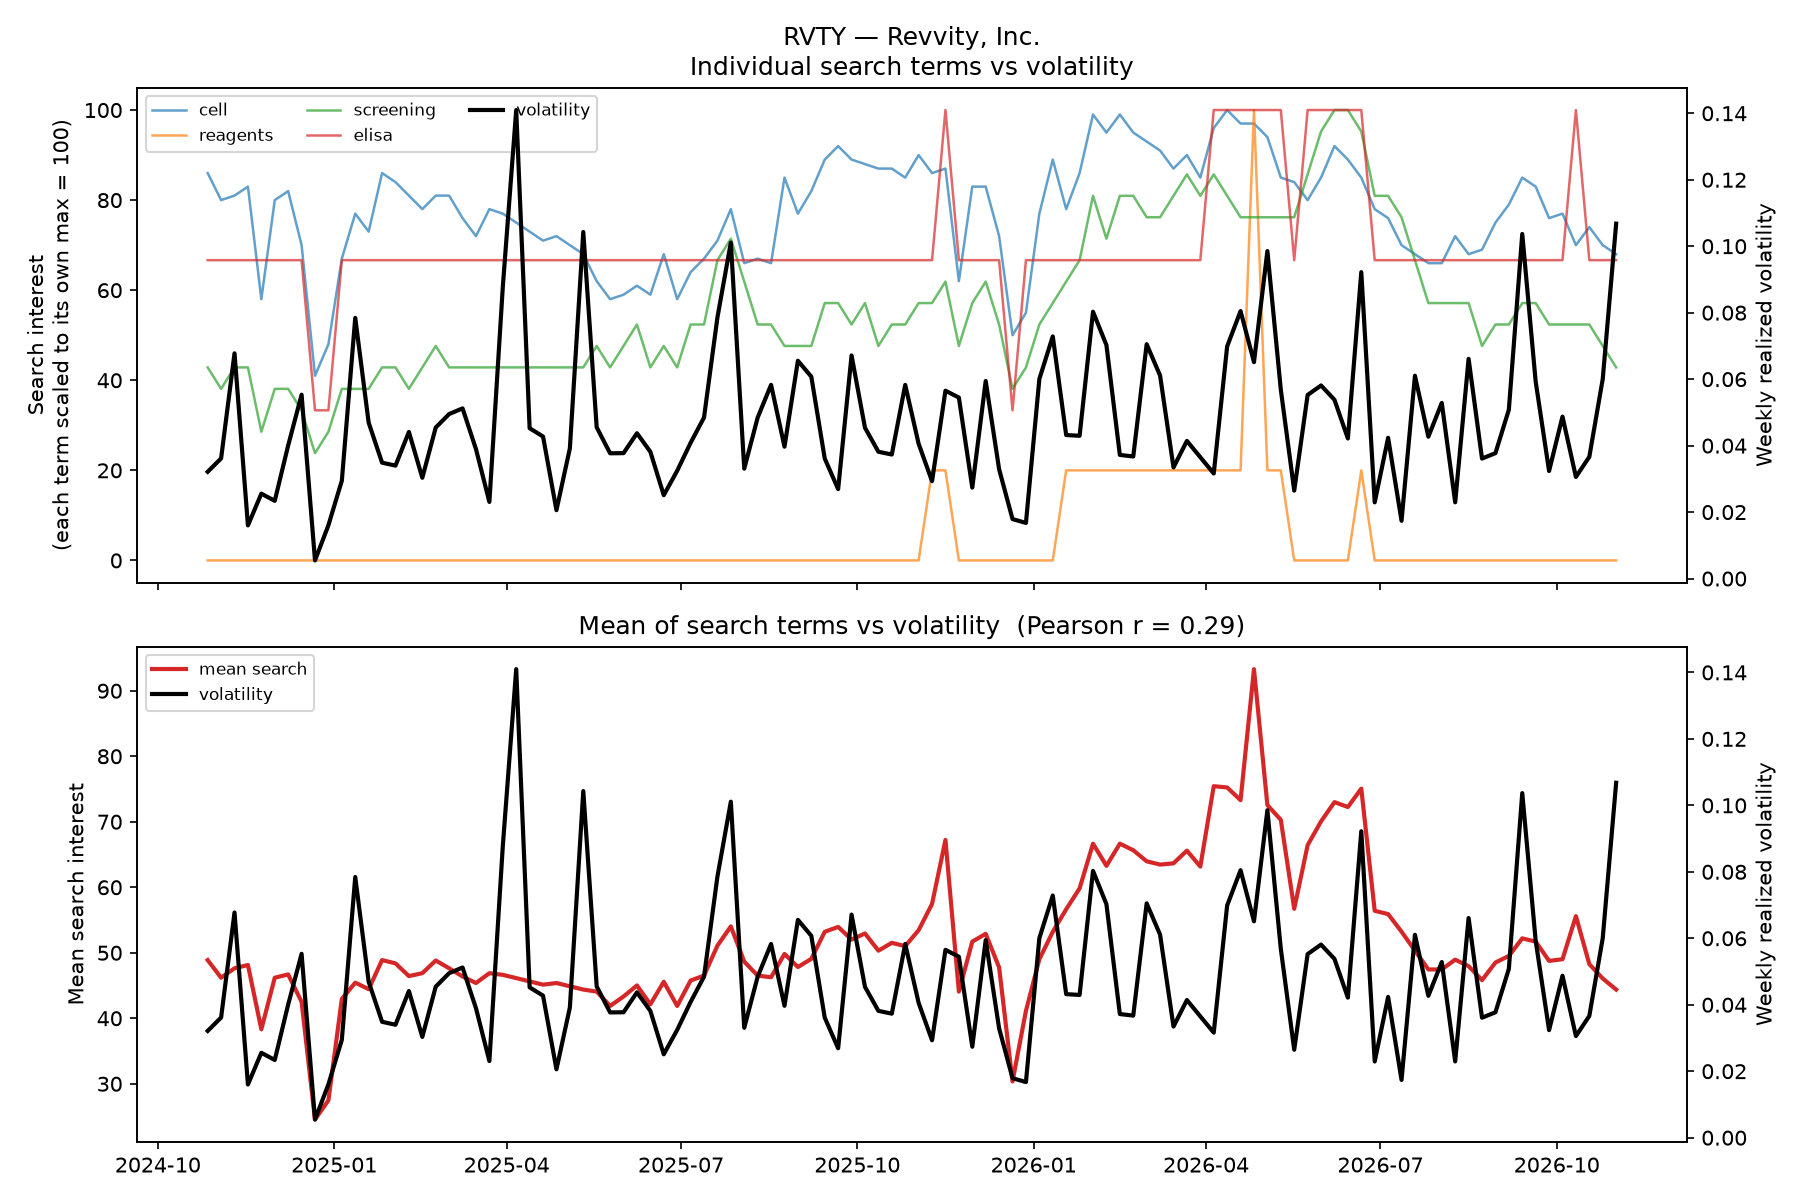 RVTY — Revvity, Inc.
Individual search terms vs volatility
cell
reagents
screening
elisa
volatility
Search interest
(each term scaled to its own max = 100)
100
80
60
40
20
0
0.14
0.12
0.10
0.08
0.06
0.04
0.02
0.00
Weekly realized volatility
Mean of search terms vs volatility (Pearson r = 0.29)
mean search
volatility
Mean search interest
90
80
70
60
50
40
30
0.14
0.12
0.10
0.08
0.06
0.04
0.02
0.00
Weekly realized volatility
2024-10
2025-01
2025-04
2025-07
2025-10
2026-01
2026-04
2026-07
2026-10